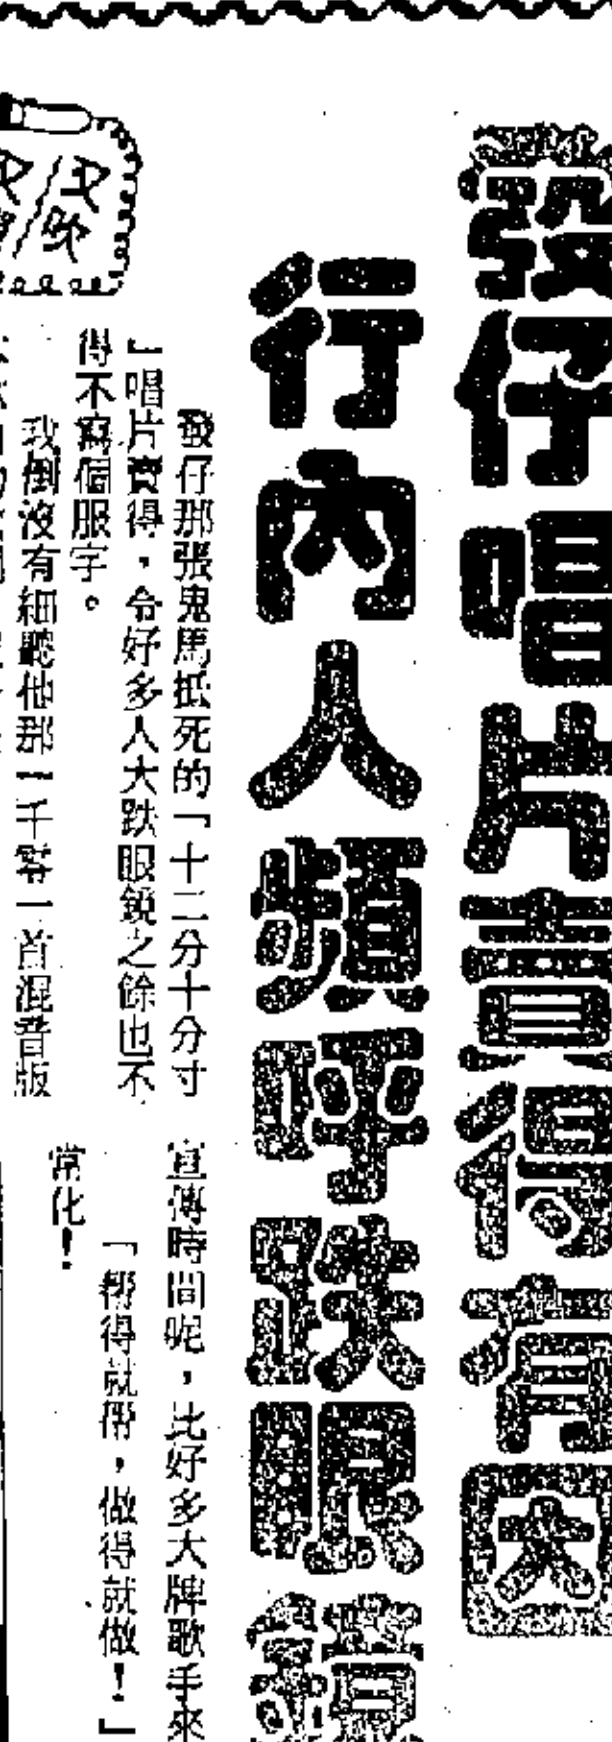 發仔唱片賣得有因
行內人頻呼跌眼鏡
發仔那張鬼馬抵死的「十二分十分寸
」唱片賣得，令好多人大跌眼鏡之餘也不
得不寫個服字。
我倒沒有細聽他那一千零一首混音版
宣傳時間呢，比好多大牌歌手來
「幫得就幫，做得就做！」
常化！